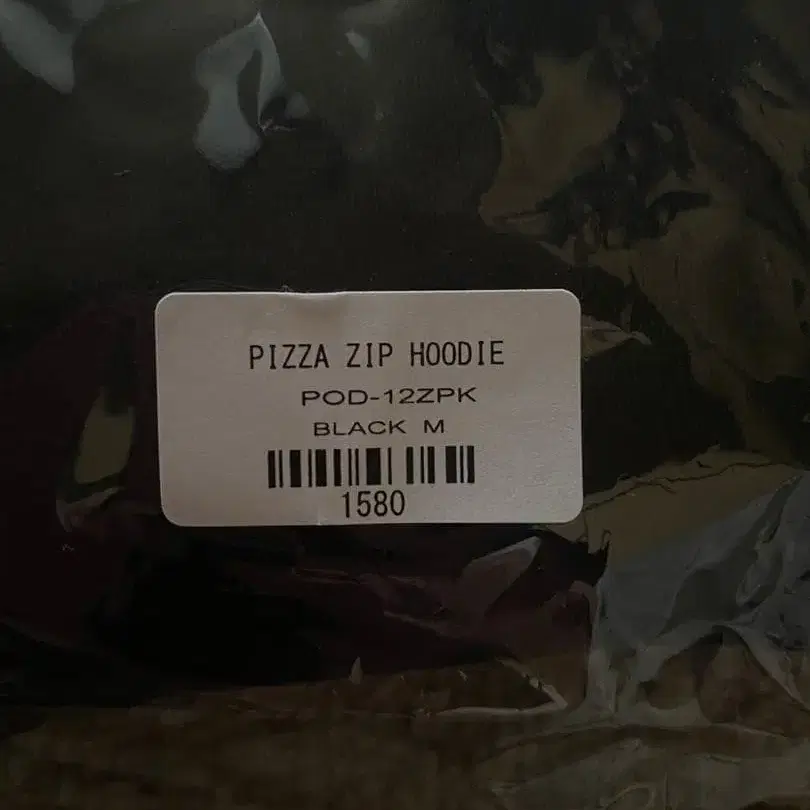 PIZZA ZIP HOODIE
POD-12ZPK
BLACK M
1580